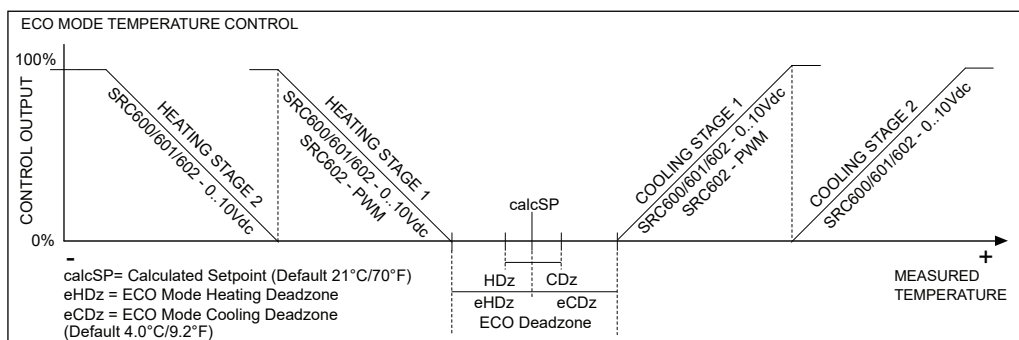 ECO MODE TEMPERATURE CONTROL
100%
CONTROL OUTPUT
0%
HEATING STAGE 2
SRC600/601/602 - 0..10Vdc
HEATING STAGE 1
SRC600/601/602 - 0..10Vdc
SRC602 - PWM
calcSP
COOLING STAGE 1
SRC600/601/602 - 0..10Vdc
SRC602 - PWM
COOLING STAGE 2
SRC600/601/602 - 0..10Vdc
-
+
HDz
CDz
eHDz
eCDz
ECO Deadzone
MEASURED
TEMPERATURE
calcSP= Calculated Setpoint (Default 21°C/70°F)
eHDz = ECO Mode Heating Deadzone
eCDz = ECO Mode Cooling Deadzone
(Default 4.0°C/9.2°F)